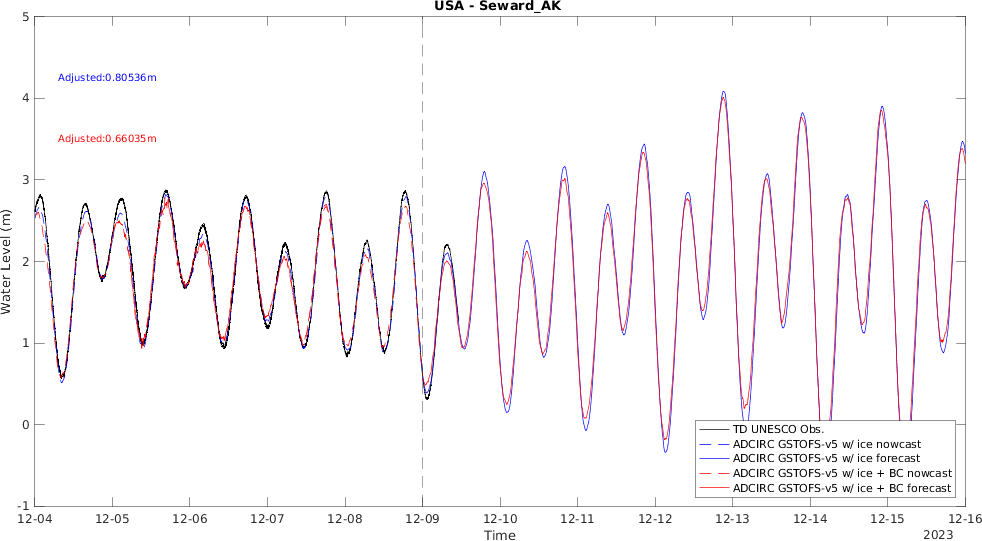 USA - Seward_AK
5
4
3
2
1
0
-1
Water Level (m)
Adjusted:0.80536m
Adjusted:0.66035m
TD UNESCO Obs.
ADCIRC GSTOFS-v5 w/ ice nowcast
ADCIRC GSTOFS-v5 w/ ice forecast
ADCIRC GSTOFS-v5 w/ ice + BC nowcast
ADCIRC GSTOFS-v5 w/ ice + BC forecast
12-04 12-05 12-06 12-07 12-08 12-09 12-10 12-11 12-12 12-13 12-14 12-15 12-16
Time
2023